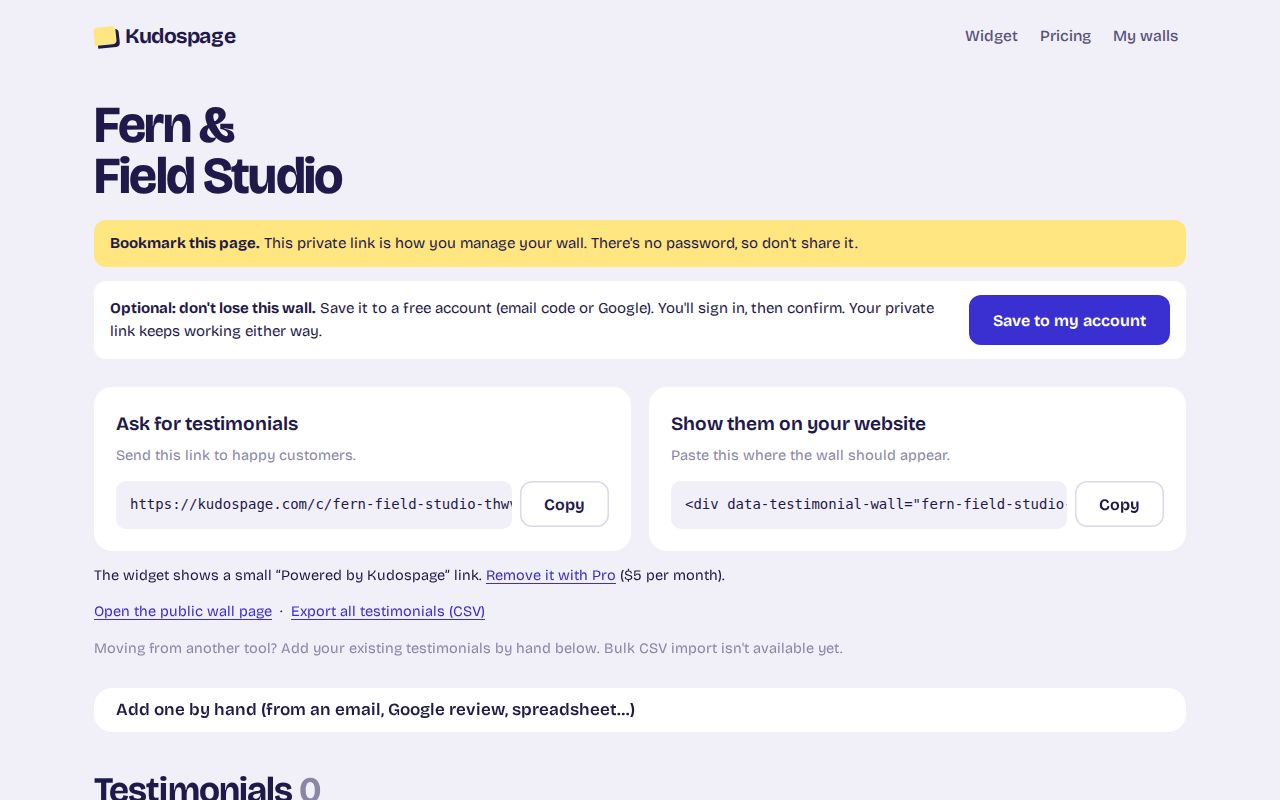 Kudospage
Widget
Pricing
My walls
Fern &
Field Studio
Bookmark this page. This private link is how you manage your wall. There's no password, so don't share it.
Optional: don't lose this wall. Save it to a free account (email code or Google). You'll sign in, then confirm. Your private
link keeps working either way.
Save to my account
Ask for testimonials
Send this link to happy customers.
https://kudospage.com/c/fern-field-studio-thw
Copy
Show them on your website
Paste this where the wall should appear.
<div data-testimonial-wall="fern-field-studio-
Copy
The widget shows a small “Powered by Kudospage” link. Remove it with Pro ($5 per month).
Open the public wall page · Export all testimonials (CSV)
Moving from another tool? Add your existing testimonials by hand below. Bulk CSV import isn't available yet.
Add one by hand (from an email, Google review, spreadsheet…)
Testimonials 0